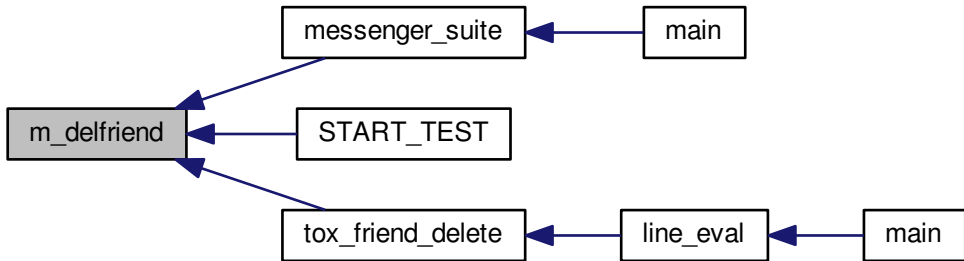 messenger_suite
main
m_delfriend
START_TEST
tox_friend_delete
line_eval
main